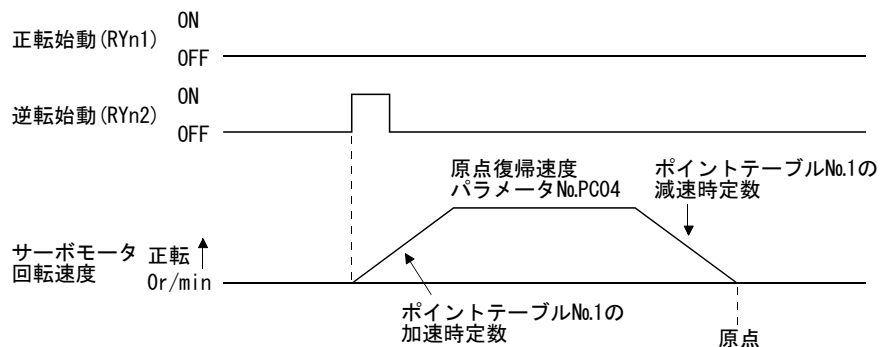 正転始動(RYn1)
ON
OFF
逆転始動(RYn2)
ON
OFF
原点復帰速度
パラメータ№PC04
ポイントテーブル№1の
減速時定数
サーボモータ
回転速度
正転
0r/min
ポイントテーブル№1の
加速時定数
原点